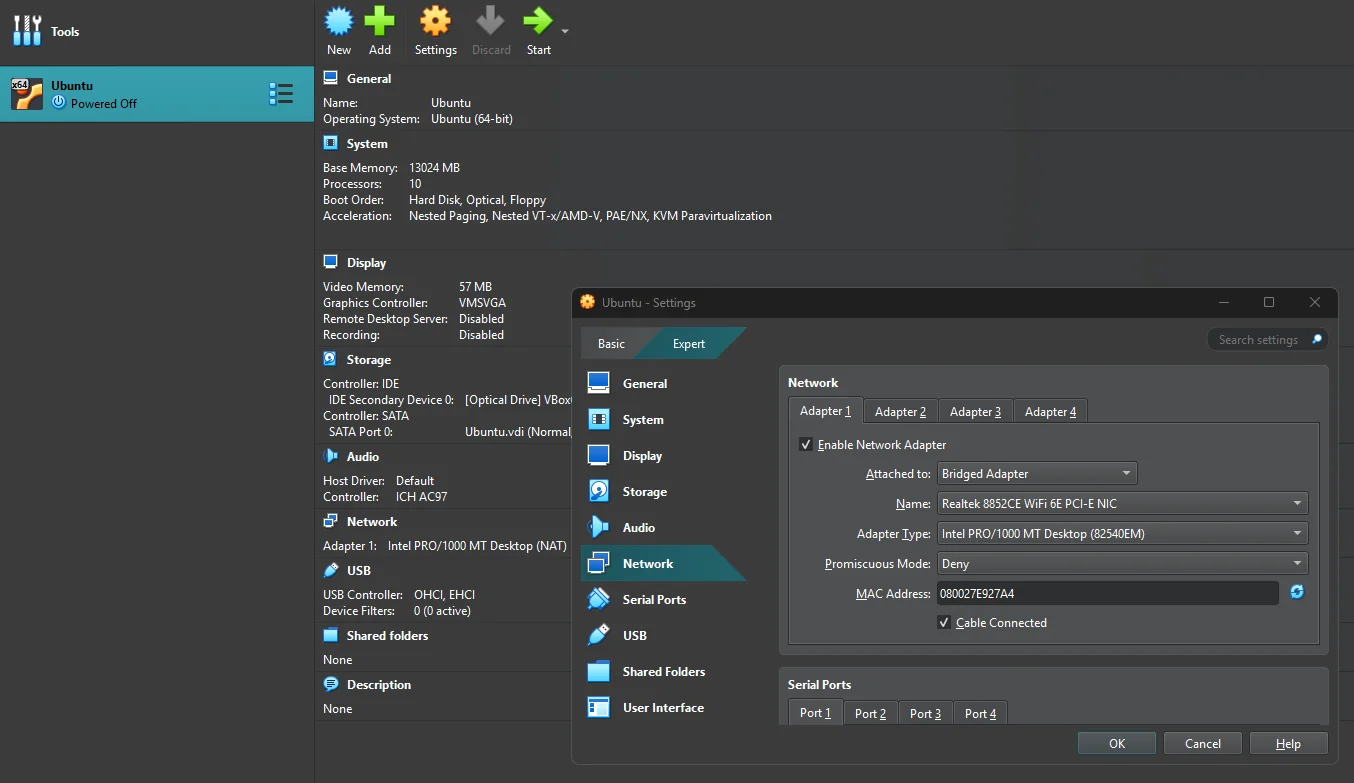 Tools
New Add Settings Discard Start
x64
Ubuntu
Powered Off
General
Name: Ubuntu
Operating System: Ubuntu (64-bit)
System
Base Memory: 13024 MB
Processors: 10
Boot Order: Hard Disk, Optical, Floppy
Acceleration: Nested Paging, Nested VT-x/AMD-V, PAE/NX, KVM Paravirtualization
Display
Video Memory: 57 MB
Graphics Controller: VMSVGA
Remote Desktop Server: Disabled
Recording: Disabled
Storage
Controller: IDE
IDE Secondary Device 0: [Optical Drive] VBox
Controller: SATA
SATA Port 0: Ubuntu.vdi (Normal,
Audio
Host Driver: Default
Controller: ICH AC97
Network
Adapter 1: Intel PRO/1000 MT Desktop (NAT)
USB
USB Controller: OHCI, EHCI
Device Filters: 0 (0 active)
Shared folders
None
Description
None
Ubuntu - Settings
Basic Expert
Search settings
General
System
Display
Storage
Audio
Network
Serial Ports
USB
Shared Folders
User Interface
Network
Adapter 1 Adapter 2 Adapter 3 Adapter 4
Enable Network Adapter
Attached to: Bridged Adapter
Name: Realtek 8852CE WiFi 6E PCI-E NIC
Adapter Type: Intel PRO/1000 MT Desktop (82540EM)
Promiscuous Mode: Deny
MAC Address: 080027E927A4
Cable Connected
Serial Ports
Port 1 Port 2 Port 3 Port 4
OK Cancel Help